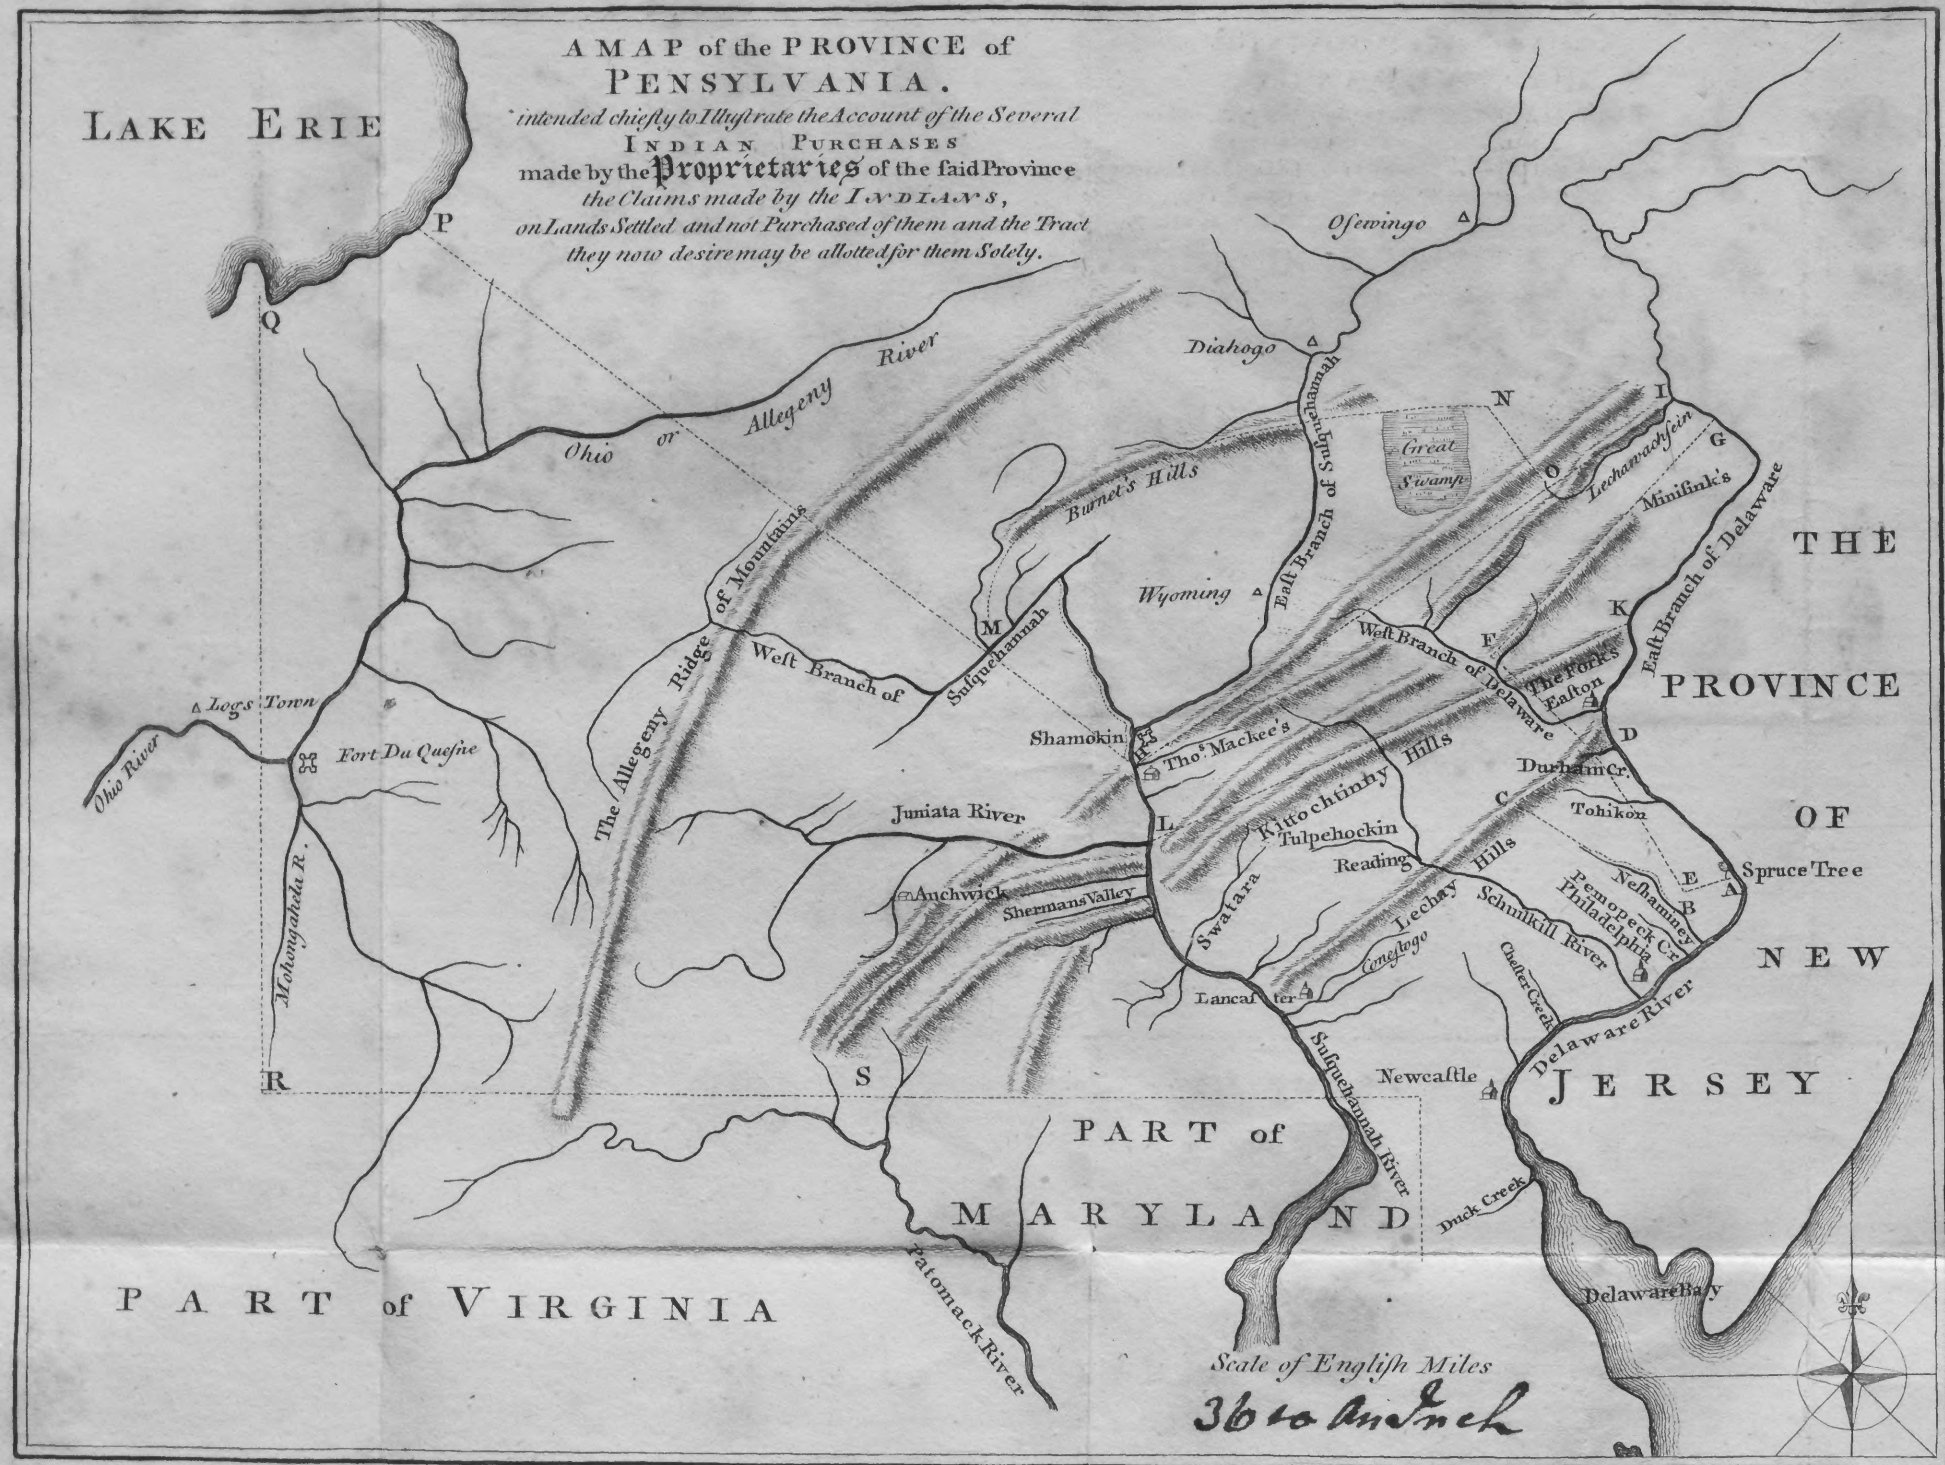 A MAP of the PROVINCE of
PENSYLVANIA.
intended chiefly to Illuſtrate the Account of the Several
INDIAN PURCHASES
made by the Proprietaries of the ſaid Province
the Claims made by the INDIANS,
on Lands Settled and not Purchased of them and the Tract
they now desire may be allotted for them Solely.
LAKE ERIE
P
Q
Oſewingo
Diahogo
Ohio or Allegeny River
N
I
G
Great
Swamp
O
Lechawachſein
Miniſink's
Burnet's Hills
Eaſt Branch of Suſquehannah
Eaſt Branch of Delaware
THE
PROVINCE
OF
NEW
JERSEY
Wyoming
The Allegeny Ridge of Mountains
M
Weſt Branch of Suſquehannah
K
F
Weſt Branch of Delaware
The Fork's
Eaſton
Logs Town
Ohio River
Fort Du Queſne
Shamokin
H
Thoˢ. Mackee's
D
Durham Cr.
C
Tohikon
Kittochtinny Hills
Juniata River
L
Tulpehockin
Reading
Spruce Tree
E
A
B
Neſhaminey
Pemopeck Cr.
Philadelphia
Schuilkill River
Lechay Hills
Mohongahela R.
Auchwick
Shermans Valley
Swatara
Coneſtogo
Lancaſter
Cheſter Creek
Delaware River
R
S
Newcaſtle
Suſquehannah River
PART of
MARYLAND
Duck Creek
Patomack River
PART of VIRGINIA
Delaware Bay
Scale of Engliſh Miles
36 to An Inch